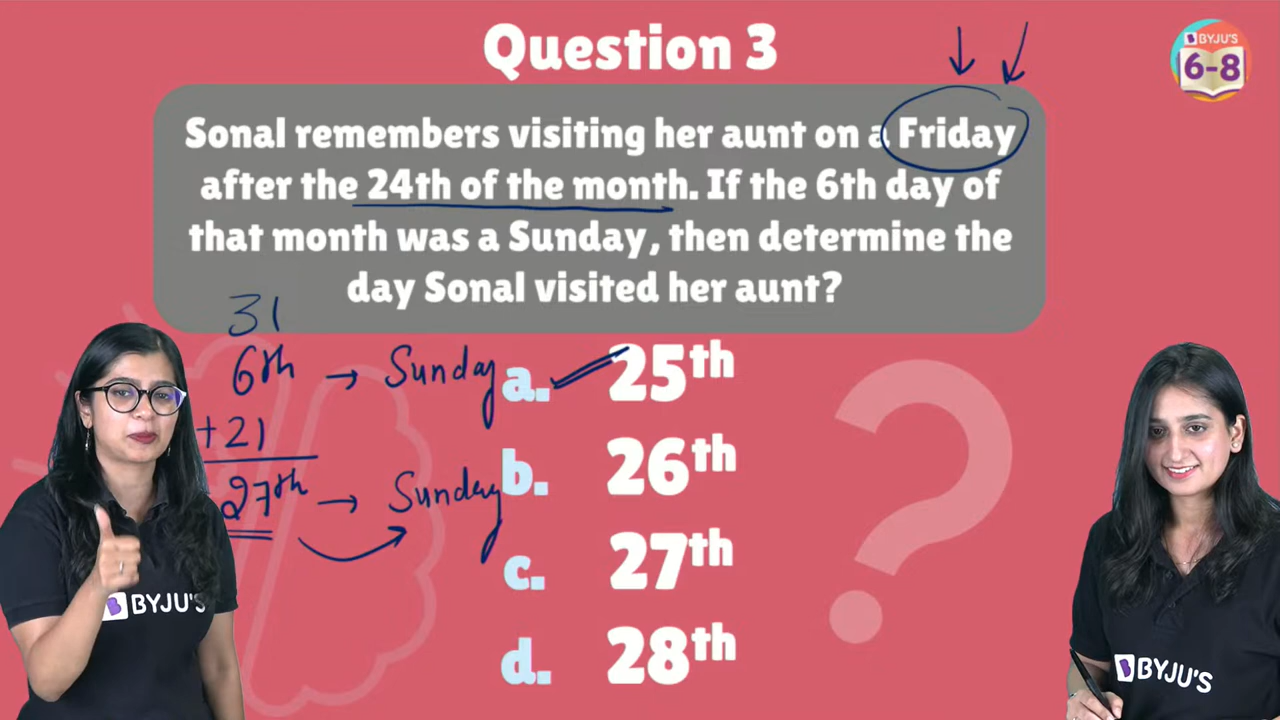 Question 3
BYJU'S
6-8
Sonal remembers visiting her aunt on a Friday
after the 24th of the month. If the 6th day of
that month was a Sunday, then determine the
day Sonal visited her aunt?
31
6th → Sunday
+21
27th → Sunday
a. 25th
b. 26th
c. 27th
d. 28th
BYJU'S
BYJU'S